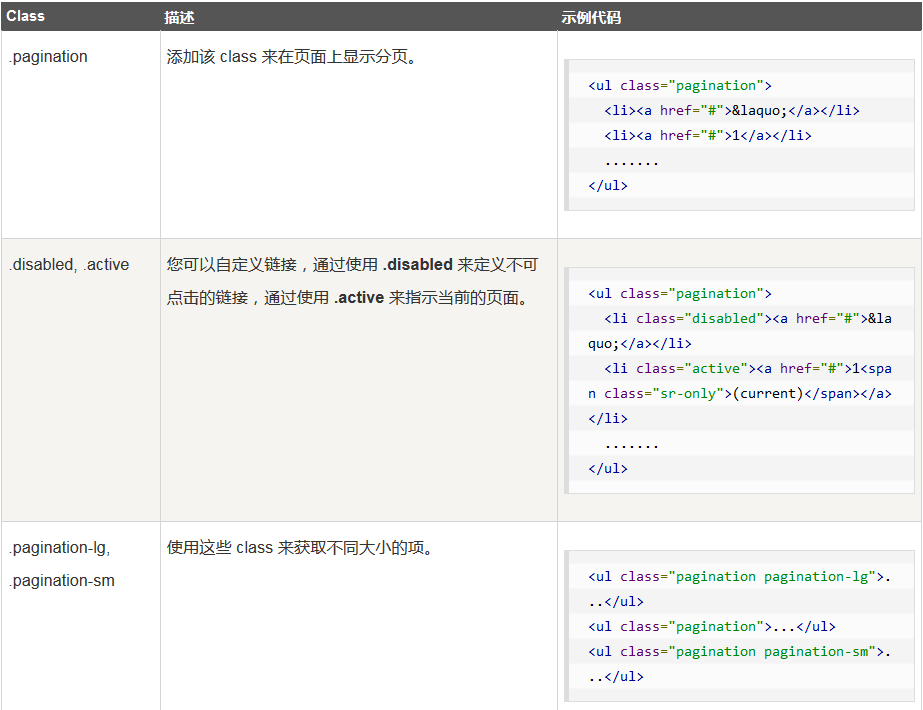 Class 描述 示例代码
.pagination 添加该 class 来在页面上显示分页。
<ul class="pagination">
<li><a href="#">&laquo;</a></li>
<li><a href="#">1</a></li>
.......
</ul>
.disabled, .active 您可以自定义链接，通过使用 .disabled 来定义不可
点击的链接，通过使用 .active 来指示当前的页面。
<ul class="pagination">
<li class="disabled"><a href="#">&la
quo;</a></li>
<li class="active"><a href="#">1<spa
n class="sr-only">(current)</span></a>
</li>
.......
</ul>
.pagination-lg, 使用这些 class 来获取不同大小的项。
.pagination-sm
<ul class="pagination pagination-lg">.
..</ul>
<ul class="pagination">...</ul>
<ul class="pagination pagination-sm">.
..</ul>